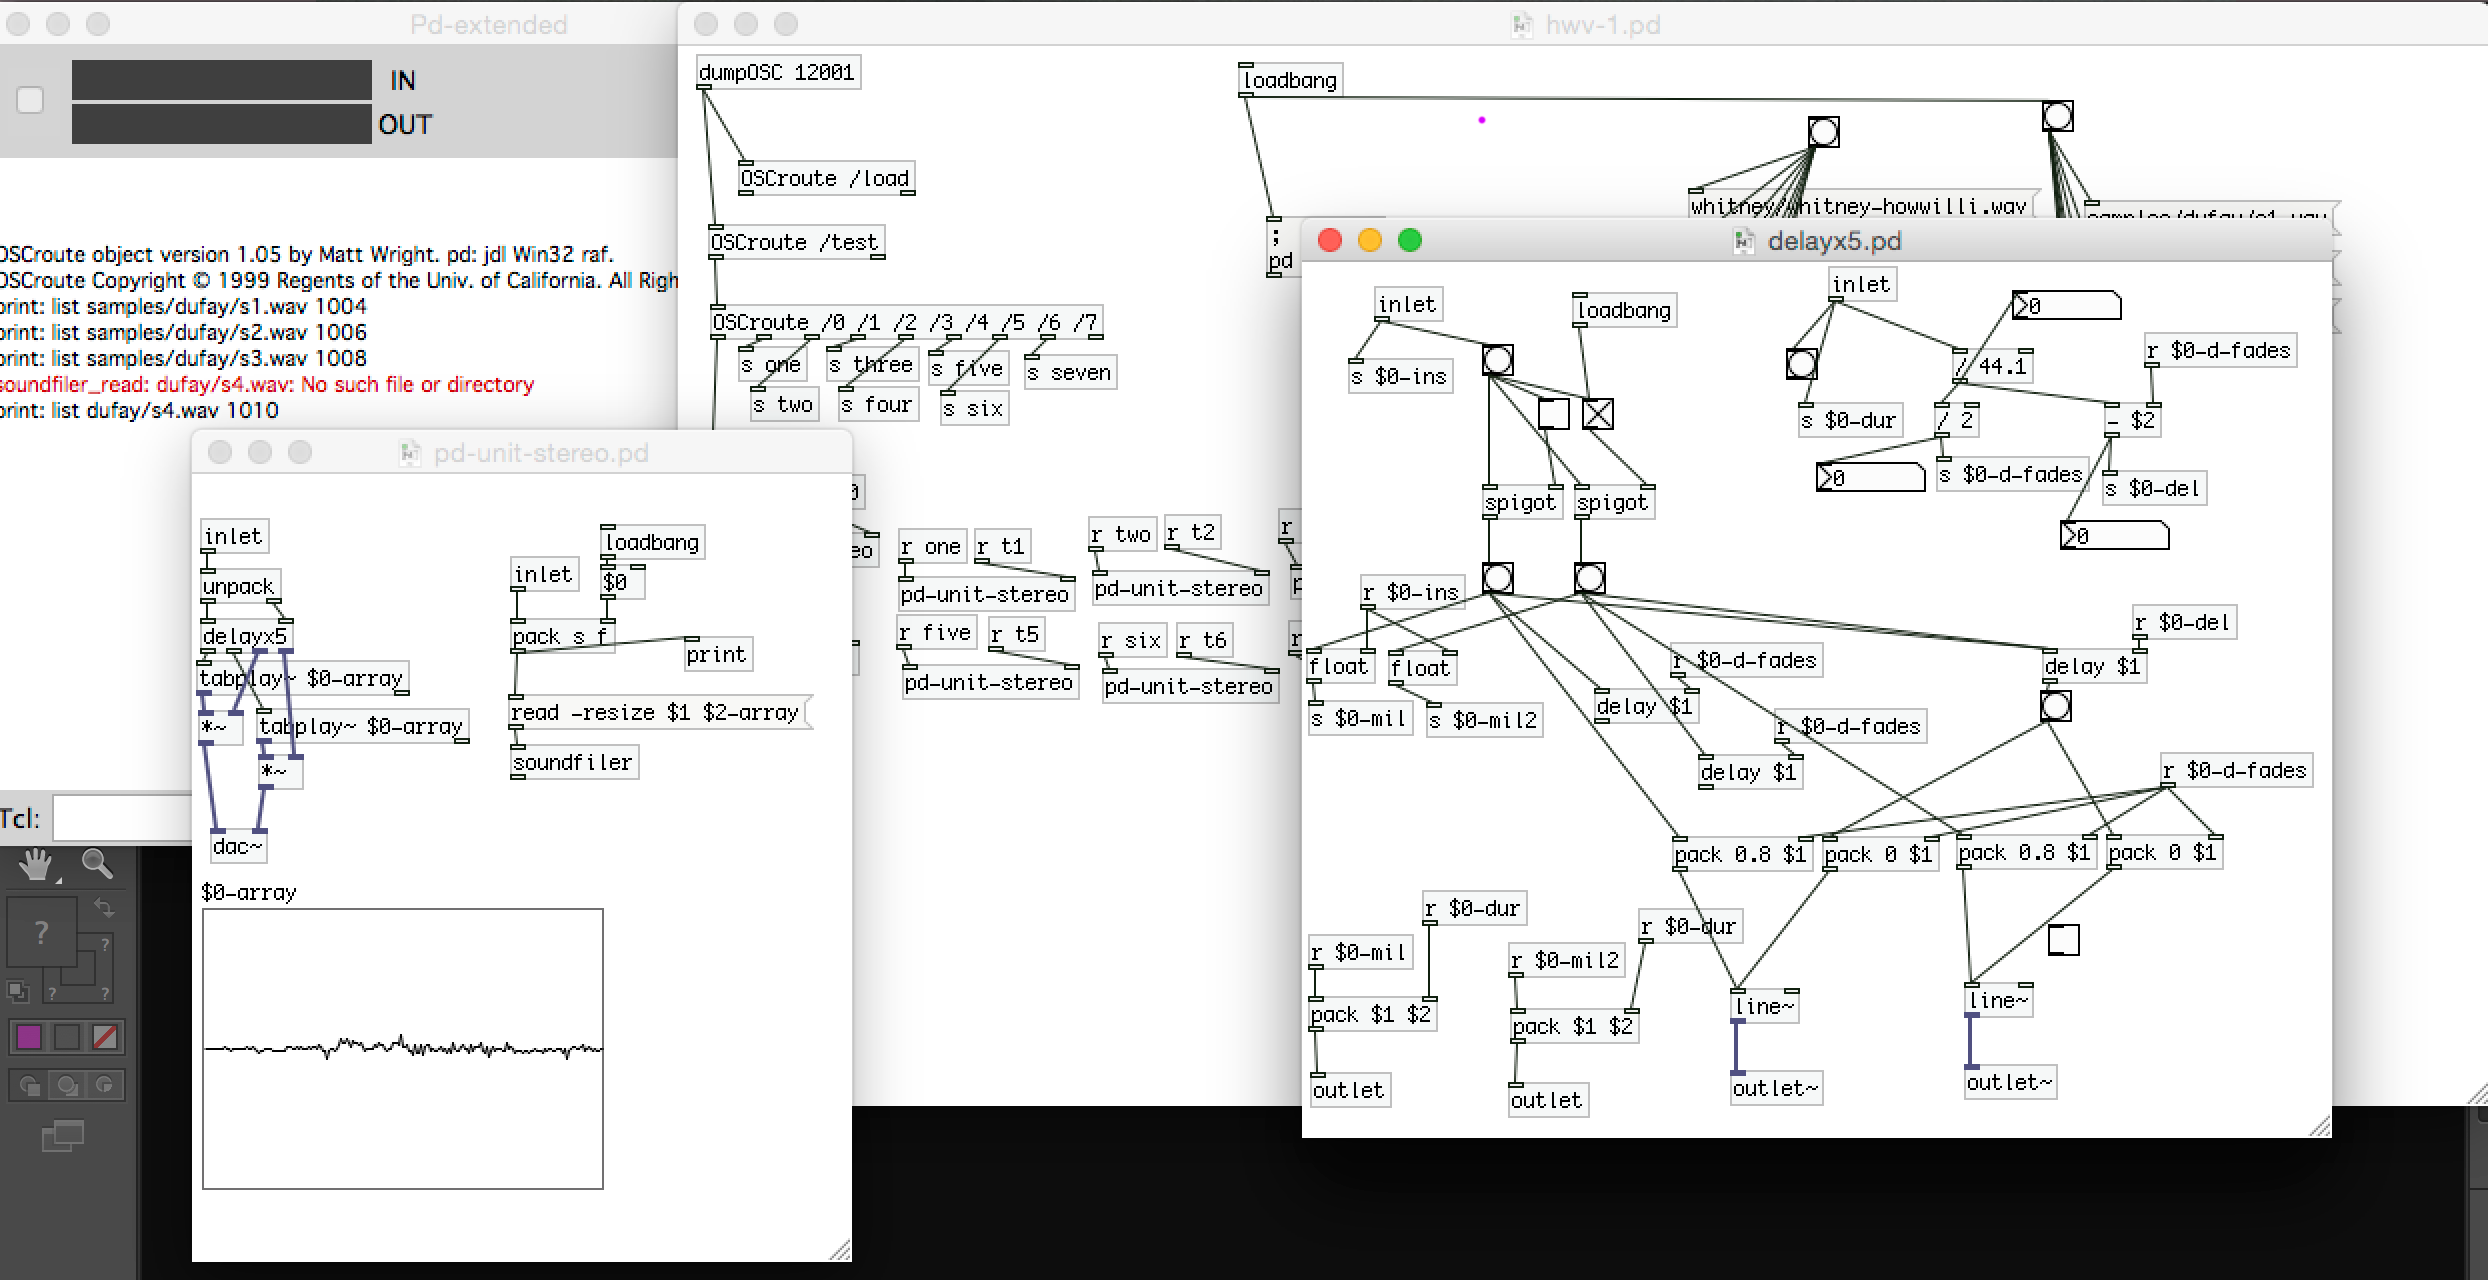 Pd-extended
IN
OUT
OSCroute object version 1.05 by Matt Wright. pd: jdl Win32 raf.
OSCroute Copyright © 1999 Regents of the Univ. of California. All Righ
print: list samples/dufay/s1.wav 1004
print: list samples/dufay/s2.wav 1006
print: list samples/dufay/s3.wav 1008
soundfiler_read: dufay/s4.wav: No such file or directory
print: list dufay/s4.wav 1010
Tcl:
hwv-1.pd
dumpOSC 12001
loadbang
OSCroute /load
whitney/whitney-howwilli.wav
samples/dufay/s1.wav
OSCroute /test
;
pd
OSCroute /0 /1 /2 /3 /4 /5 /6 /7
s one
s three
s five
s seven
s two
s four
s six
r one
r t1
r two
r t2
r
pd-unit-stereo
pd-unit-stereo
r five
r t5
r six
r t6
pd-unit-stereo
pd-unit-stereo
pd-unit-stereo.pd
inlet
loadbang
unpack
inlet
$0
delayx5
pack s f
print
tabplay~ $0-array
read -resize $1 $2-array
*~
tabplay~ $0-array
soundfiler
*~
dac~
$0-array
delayx5.pd
inlet
loadbang
inlet
0
s $0-ins
/ 44.1
r $0-d-fades
s $0-dur
/ 2
- $2
0
s $0-d-fades
s $0-del
spigot
spigot
0
r $0-ins
r $0-del
float
float
r $0-d-fades
delay $1
s $0-mil
s $0-mil2
delay $1
r $0-d-fades
delay $1
r $0-d-fades
pack 0.8 $1
pack 0 $1
pack 0.8 $1
pack 0 $1
r $0-dur
r $0-dur
r $0-mil
r $0-mil2
pack $1 $2
pack $1 $2
line~
line~
outlet
outlet
outlet~
outlet~
?
?
?
?